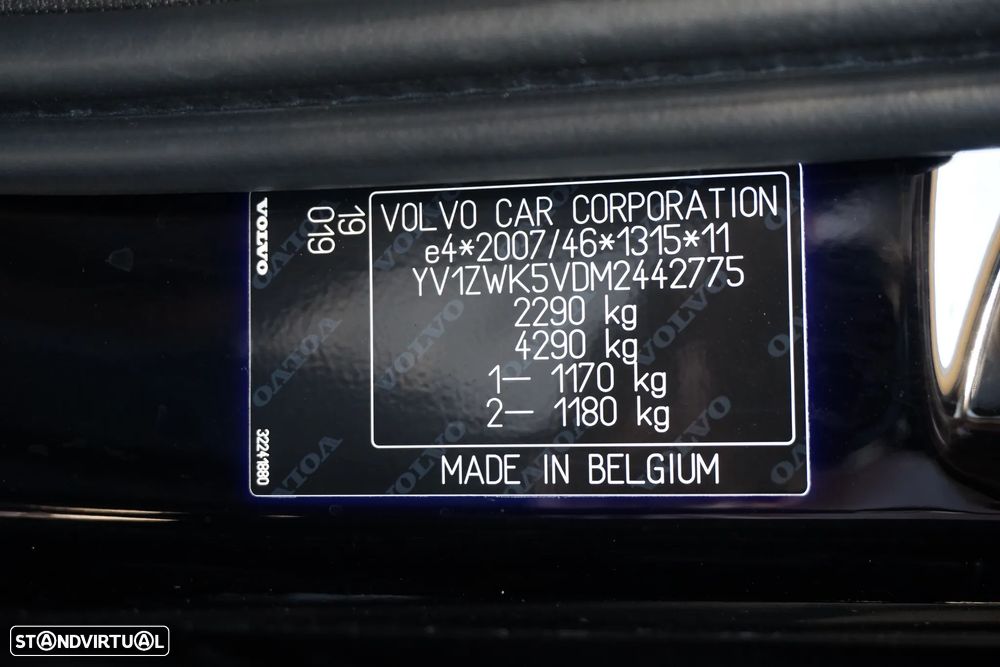 VOLVO
19
019
32241880
VOLVO CAR CORPORATION
e4*2007/46*1315*11
YV1ZWK5VDM2442775
2290 kg
4290 kg
1— 1170 kg
2— 1180 kg
MADE IN BELGIUM
STANDVIRTUAL